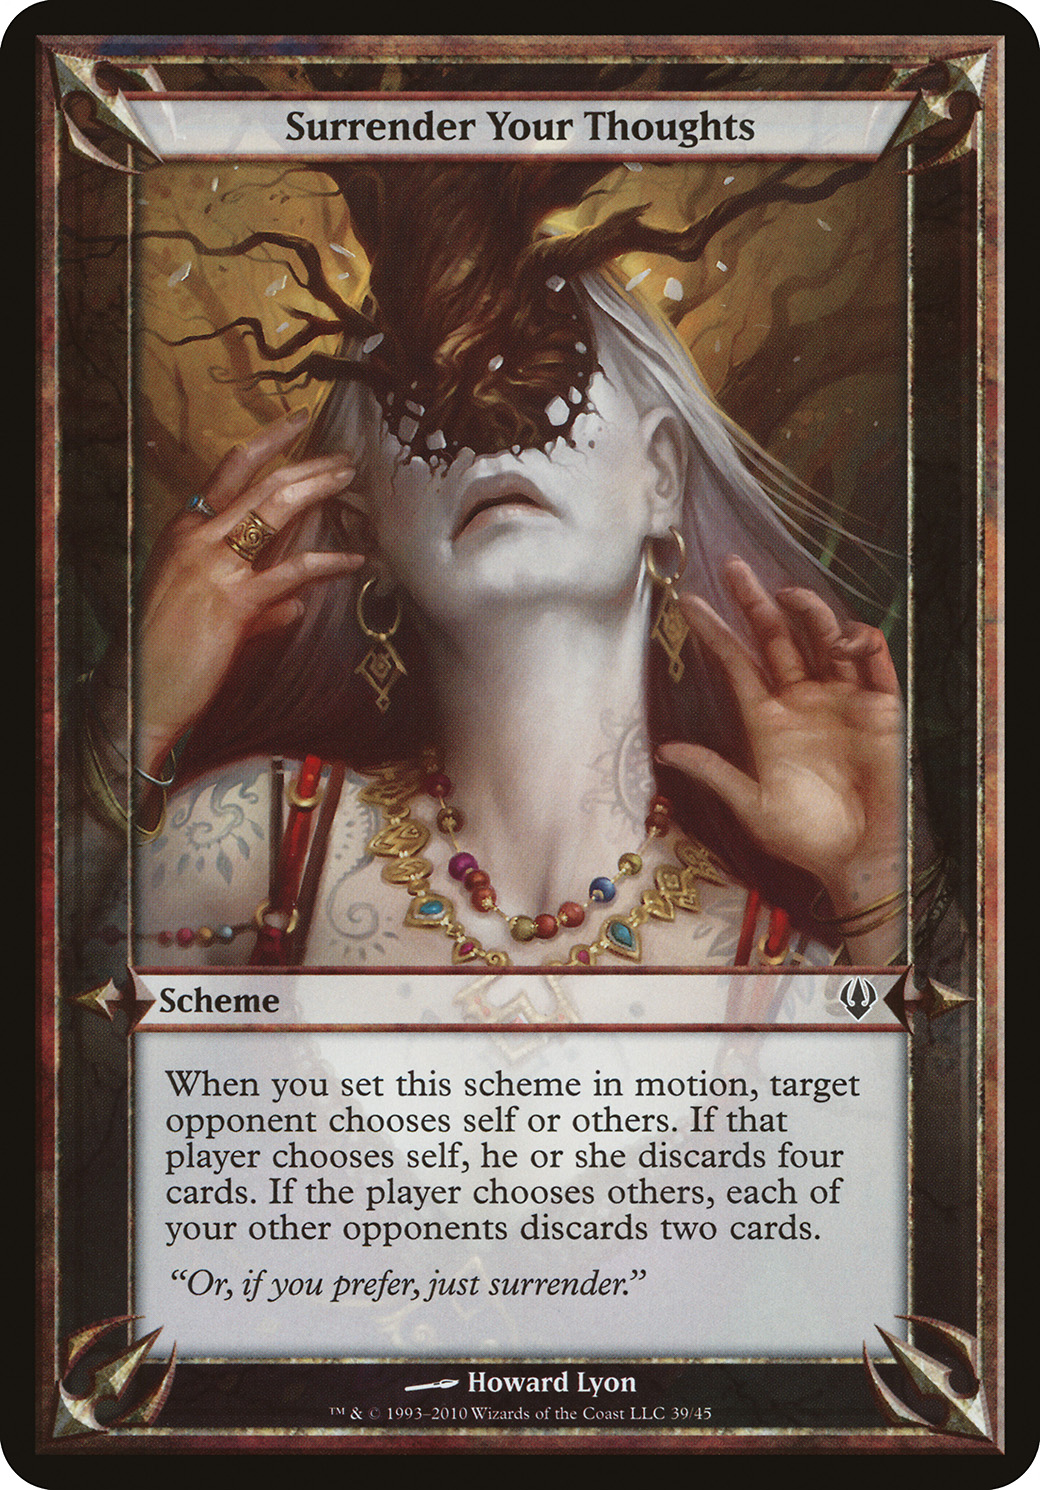 Surrender Your Thoughts
Scheme
When you set this scheme in motion, target
opponent chooses self or others. If that
player chooses self, he or she discards four
cards. If the player chooses others, each of
your other opponents discards two cards.
“Or, if you prefer, just surrender.”
Howard Lyon
™ & © 1993–2010 Wizards of the Coast LLC 39/45